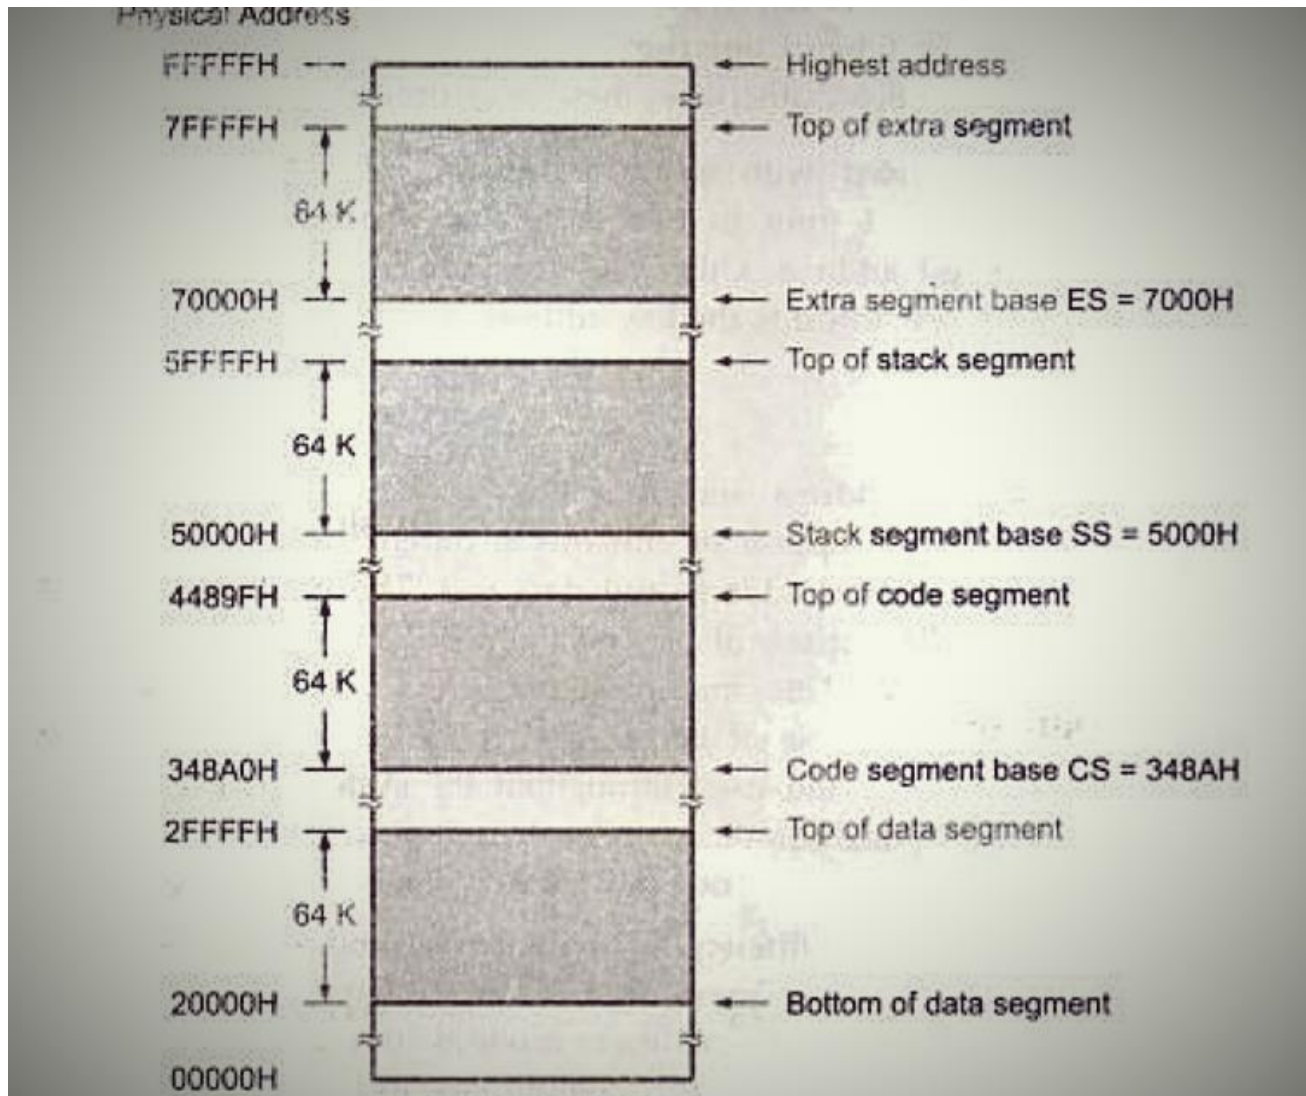 Physical Address
FFFFFH Highest address
7FFFFH Top of extra segment
64 K
70000H Extra segment base ES = 7000H
5FFFFH Top of stack segment
64 K
50000H Stack segment base SS = 5000H
4489FH Top of code segment
64 K
348A0H Code segment base CS = 348AH
2FFFFH Top of data segment
64 K
20000H Bottom of data segment
00000H